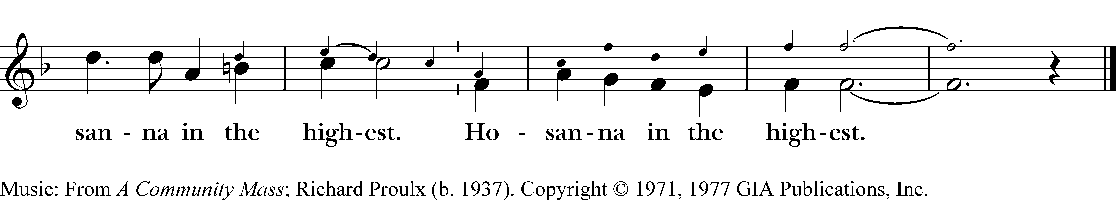 san - na in the high-est. Ho - san-na in the high-est.
Music: From A Community Mass; Richard Proulx (b. 1937). Copyright © 1971, 1977 GIA Publications, Inc.